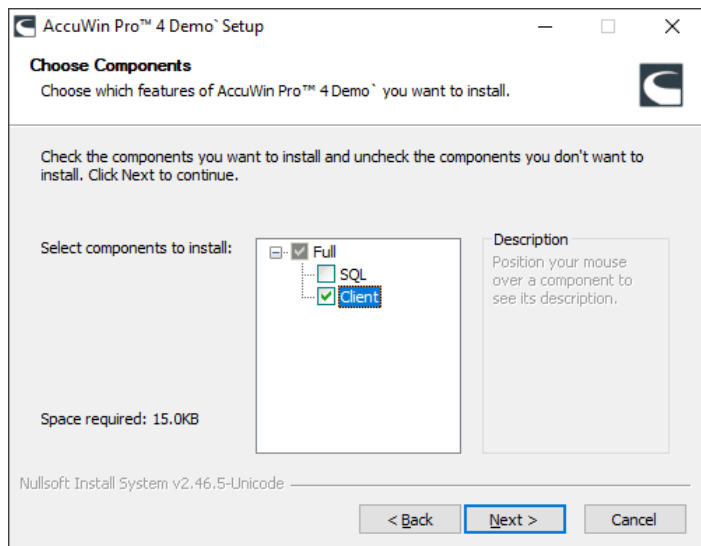 AccuWin Pro™ 4 Demo` Setup
Choose Components
Choose which features of AccuWin Pro™ 4 Demo` you want to install.
Check the components you want to install and uncheck the components you don't want to
install. Click Next to continue.
Select components to install:
Full
SQL
Client
Description
Position your mouse
over a component to
see its description.
Space required: 15.0KB
Nullsoft Install System v2.46.5-Unicode
< Back
Next >
Cancel